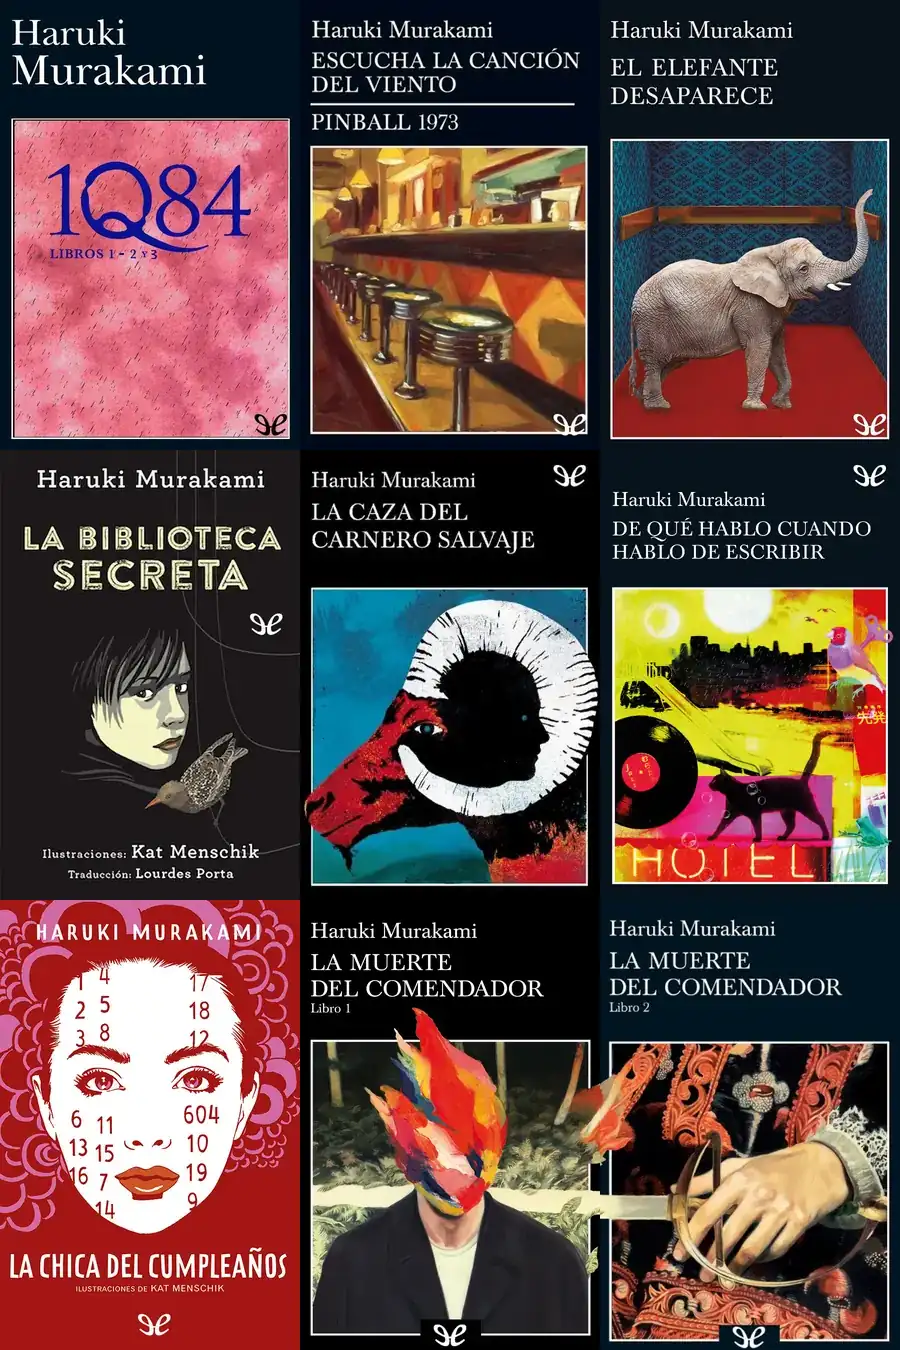 Haruki
Murakami
1Q84
LIBROS 1 - 2 Y 3
Haruki Murakami
ESCUCHA LA CANCIÓN
DEL VIENTO
PINBALL 1973
Haruki Murakami
EL ELEFANTE
DESAPARECE
Haruki Murakami
LA BIBLIOTECA
SECRETA
Ilustraciones: Kat Menschik
Traducción: Lourdes Porta
Haruki Murakami
LA CAZA DEL
CARNERO SALVAJE
Haruki Murakami
DE QUÉ HABLO CUANDO
HABLO DE ESCRIBIR
HOTEL
HARUKI MURAKAMI
1 4 17
2 5 18
3 8 12
6 11 604
13 15 10
16 7 19
14 9
LA CHICA DEL CUMPLEAÑOS
ILUSTRACIONES DE KAT MENSCHIK
Haruki Murakami
LA MUERTE
DEL COMENDADOR
Libro 1
Haruki Murakami
LA MUERTE
DEL COMENDADOR
Libro 2